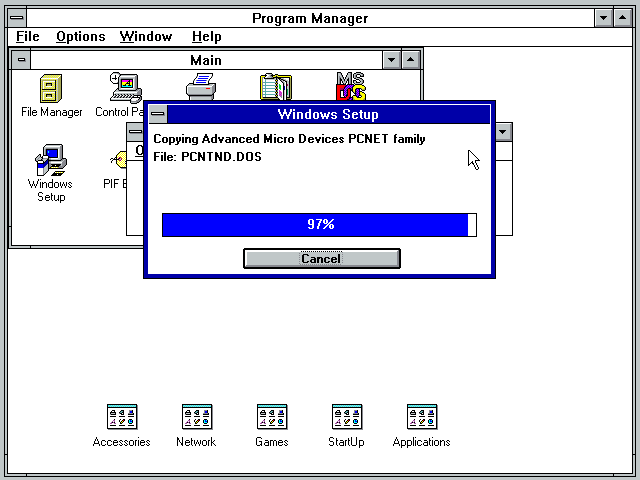 Program Manager
File Options Window Help
Main
File Manager
Control Pa
MS
DOS
Windows Setup
Copying Advanced Micro Devices PCNET family
File: PCNTND.DOS
97%
Cancel
Windows
Setup
PIF E
O
Accessories
Network
Games
StartUp
Applications